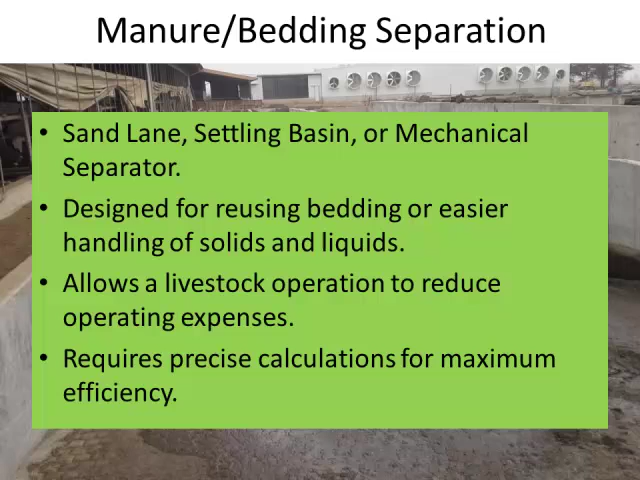 Manure/Bedding Separation
• Sand Lane, Settling Basin, or Mechanical
Separator.
• Designed for reusing bedding or easier
handling of solids and liquids.
• Allows a livestock operation to reduce
operating expenses.
• Requires precise calculations for maximum
efficiency.